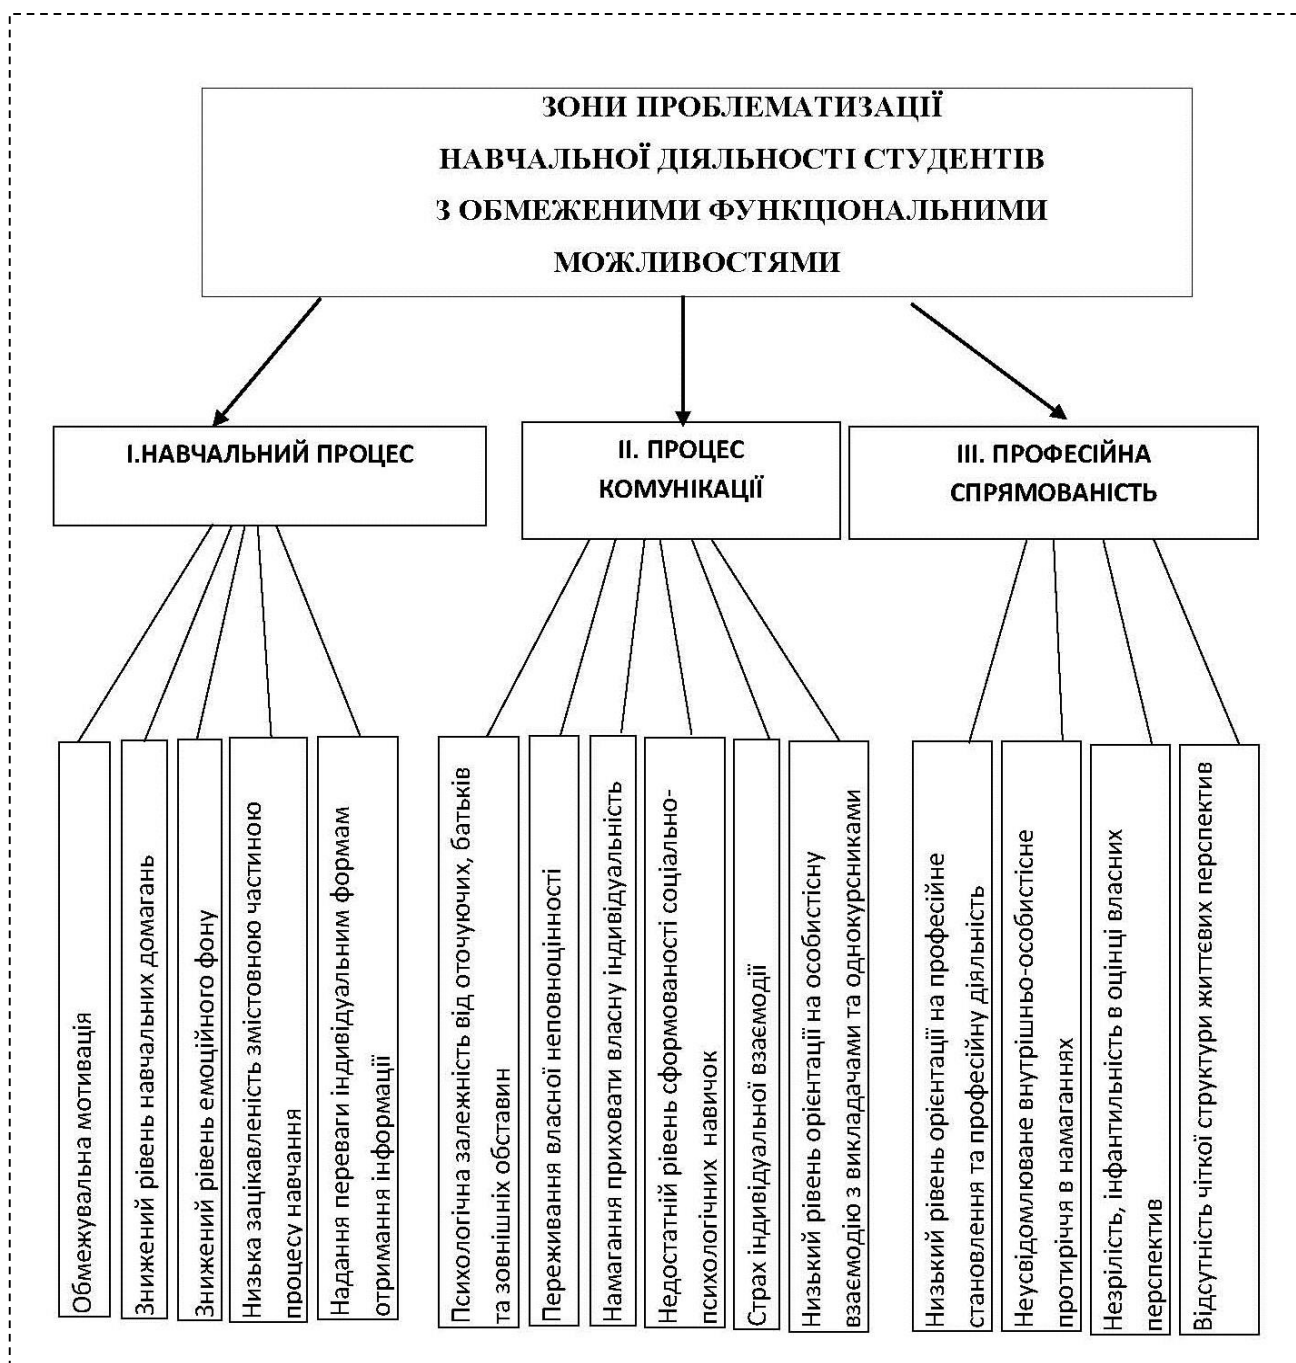 ЗОНИ ПРОБЛЕМАТИЗАЦІЇ
НАВЧАЛЬНОЇ ДІЯЛЬНОСТІ СТУДЕНТІВ
З ОБМЕЖЕНИМИ ФУНКЦІОНАЛЬНИМИ
МОЖЛИВОСТЯМИ
І.НАВЧАЛЬНИЙ ПРОЦЕС
ІІ. ПРОЦЕС
КОМУНІКАЦІЇ
ІІІ. ПРОФЕСІЙНА
СПРЯМОВАНІСТЬ
Обмежувальна мотивація
Знижений рівень навчальних домагань
Знижений рівень емоційного фону
Низька зацікавленість змістовною частиною
процесу навчання
Надання переваги індивідуальним формам
отримання інформації
Психологічна залежність від оточуючих, батьків
та зовнішніх обставин
Переживання власної неповноцінності
Намагання приховати власну індивідуальність
Недостатній рівень сформованості соціально-
психологічних навичок
Страх індивідуальної взаємодії
Низький рівень орієнтації на особистісну
взаємодію з викладачами та однокурсниками
Низький рівень орієнтації на професійне
становлення та професійну діяльність
Неусвідомлюване внутрішньо-особистісне
протиріччя в намаганнях
Незрілість, інфантильність в оцінці власних
перспектив
Відсутність чіткої структури життєвих перспектив